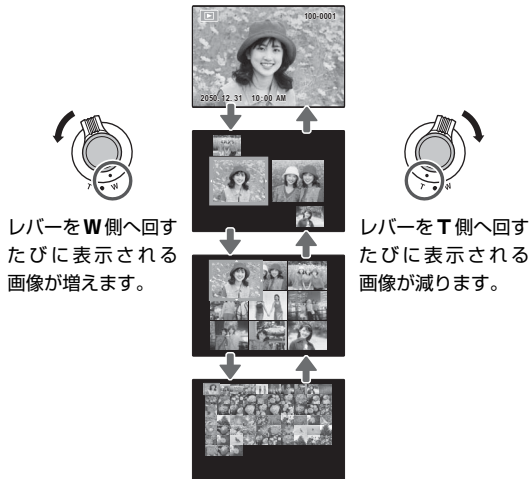 100-0001
2050. 12. 31 10:00 AM
T W
レバーをW側へ回す
たびに表示される
画像が増えます。
T W
レバーをT側へ回す
たびに表示される
画像が減ります。